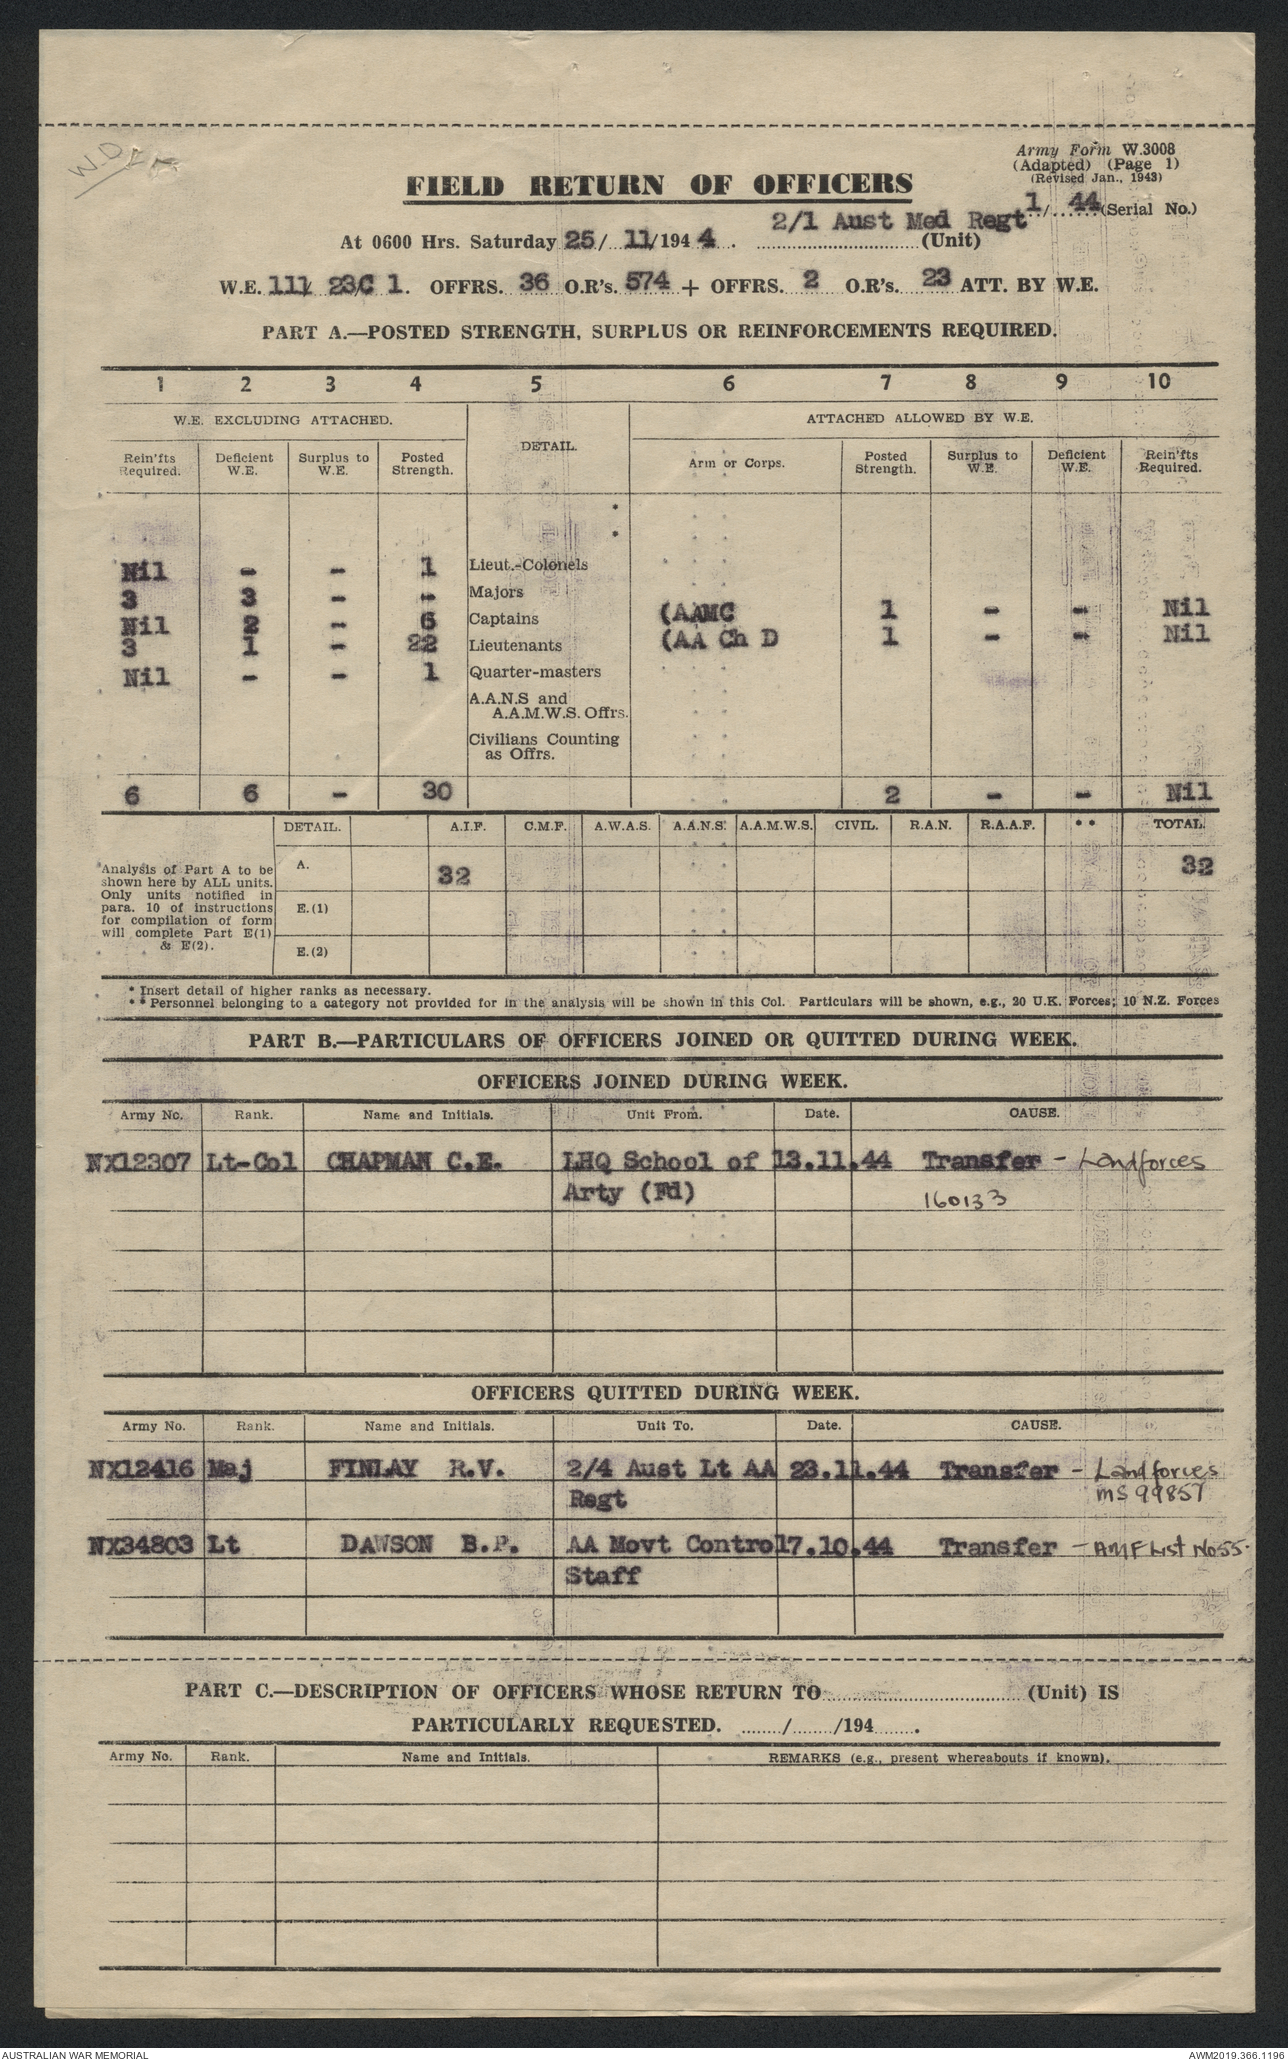 W.D
Army Form W.3008
(Adapted) (Page 1)
(Revised Jan., 1943)
FIELD RETURN OF OFFICERS
1/ 44 (Serial No.)
2/1 Aust Med Regt
At 0600 Hrs. Saturday 25/ 11/194 4. (Unit)
W.E. 111/ 23C 1. OFFRS. 36 O.R's. 574 + OFFRS. 2 O.R's. 23 ATT. BY W.E.
PART A.—POSTED STRENGTH, SURPLUS OR REINFORCEMENTS REQUIRED.
1 2 3 4 5 6 7 8 9 10
W.E. EXCLUDING ATTACHED. DETAIL. ATTACHED ALLOWED BY W.E.
Rein'fts Required. Deficient W.E. Surplus to W.E. Posted Strength. Arm or Corps. Posted Strength. Surplus to W.E. Deficient W.E. Rein'fts Required.
*
*
Nil - - 1 Lieut.-Colonels
3 3 - - Majors
Nil 2 - 6 Captains (AAMC 1 - - Nil
3 1 - 22 Lieutenants (AA Ch D 1 - - Nil
Nil - - 1 Quarter-masters
A.A.N.S and
A.A.M.W.S. Offrs.
Civilians Counting
as Offrs.
6 6 - 30 2 - - Nil
DETAIL. A.I.F. C.M.F. A.W.A.S. A.A.N.S. A.A.M.W.S. CIVIL. R.A.N. R.A.A.F. ** TOTAL.
Analysis of Part A to be
shown here by ALL units.
Only units notified in
para. 10 of instructions
for compilation of form
will complete Part E(1)
& E(2).
A. 32 32
E.(1)
E.(2)
* Insert detail of higher ranks as necessary.
** Personnel belonging to a category not provided for in the analysis will be shown in this Col. Particulars will be shown, e.g., 20 U.K. Forces; 10 N.Z. Forces
PART B.—PARTICULARS OF OFFICERS JOINED OR QUITTED DURING WEEK.
OFFICERS JOINED DURING WEEK.
Army No. Rank. Name and Initials. Unit From. Date. CAUSE.
NX12307 Lt-Col CHAPMAN C.E. LHQ School of 13.11.44 Transfer - Landforces
Arty (Fd) 160133
OFFICERS QUITTED DURING WEEK.
Army No. Rank. Name and Initials. Unit To. Date. CAUSE.
NX12416 Maj FINLAY R.V. 2/4 Aust Lt AA 23.11.44 Transfer - Landforces
Regt MS 99857
NX34803 Lt DAWSON B.P. AA Movt Control 17.10.44 Transfer - AMF List No 55.
Staff
PART C.—DESCRIPTION OF OFFICERS WHOSE RETURN TO (Unit) IS
PARTICULARLY REQUESTED. ......./......./194.......
Army No. Rank. Name and Initials. REMARKS (e.g., present whereabouts if known).
AUSTRALIAN WAR MEMORIAL AWM2019.366.1196